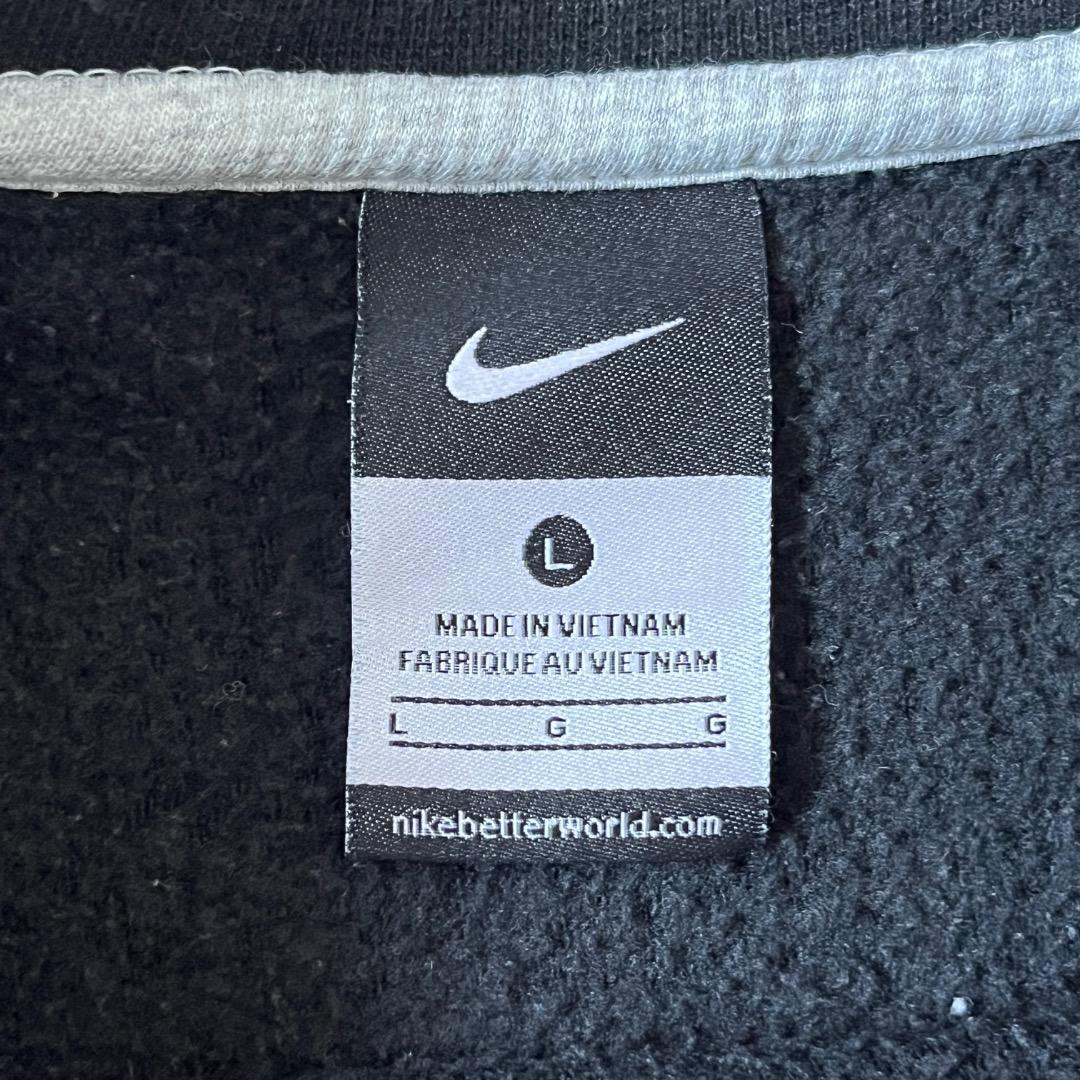 L
MADE IN VIETNAM
FABRIQUE AU VIETNAM
L G G
nikebetterworld.com